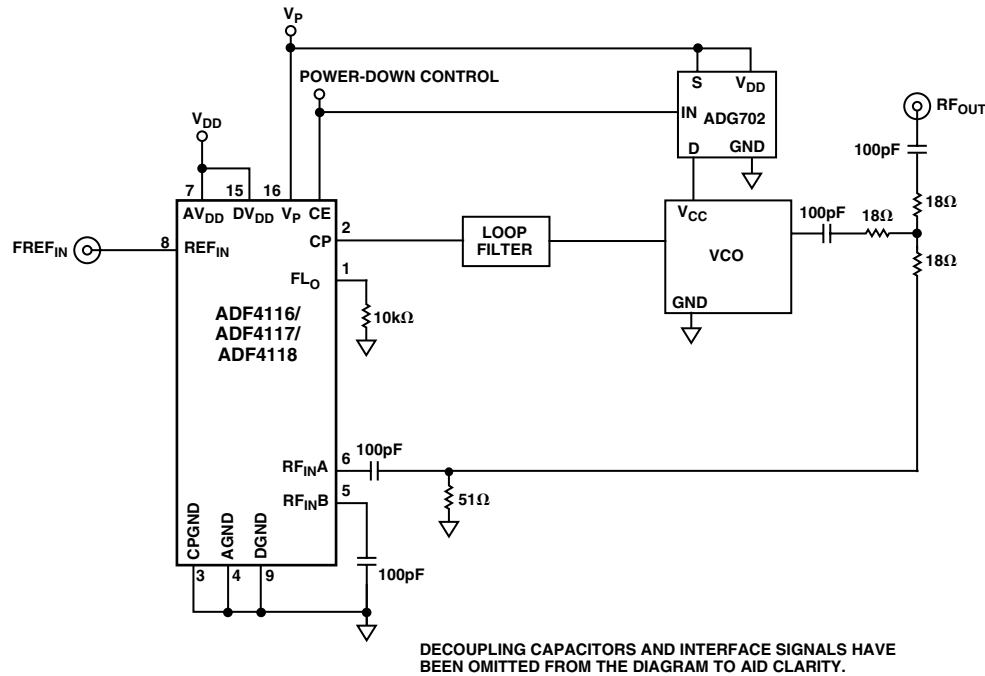 VP
POWER-DOWN CONTROL
VDD
S VDD
IN ADG702
D GND
RFOUT
100pF
18Ω
7 15 16
AVDD DVDD VP CE
2
CP
LOOP
FILTER
VCC
VCO
GND
100pF 18Ω
18Ω
FREFIN
8 REFIN
1
FLO
10kΩ
ADF4116/
ADF4117/
ADF4118
100pF
6
RFINA
51Ω
5
RFINB
100pF
CPGND AGND DGND
3 4 9
DECOUPLING CAPACITORS AND INTERFACE SIGNALS HAVE
BEEN OMITTED FROM THE DIAGRAM TO AID CLARITY.